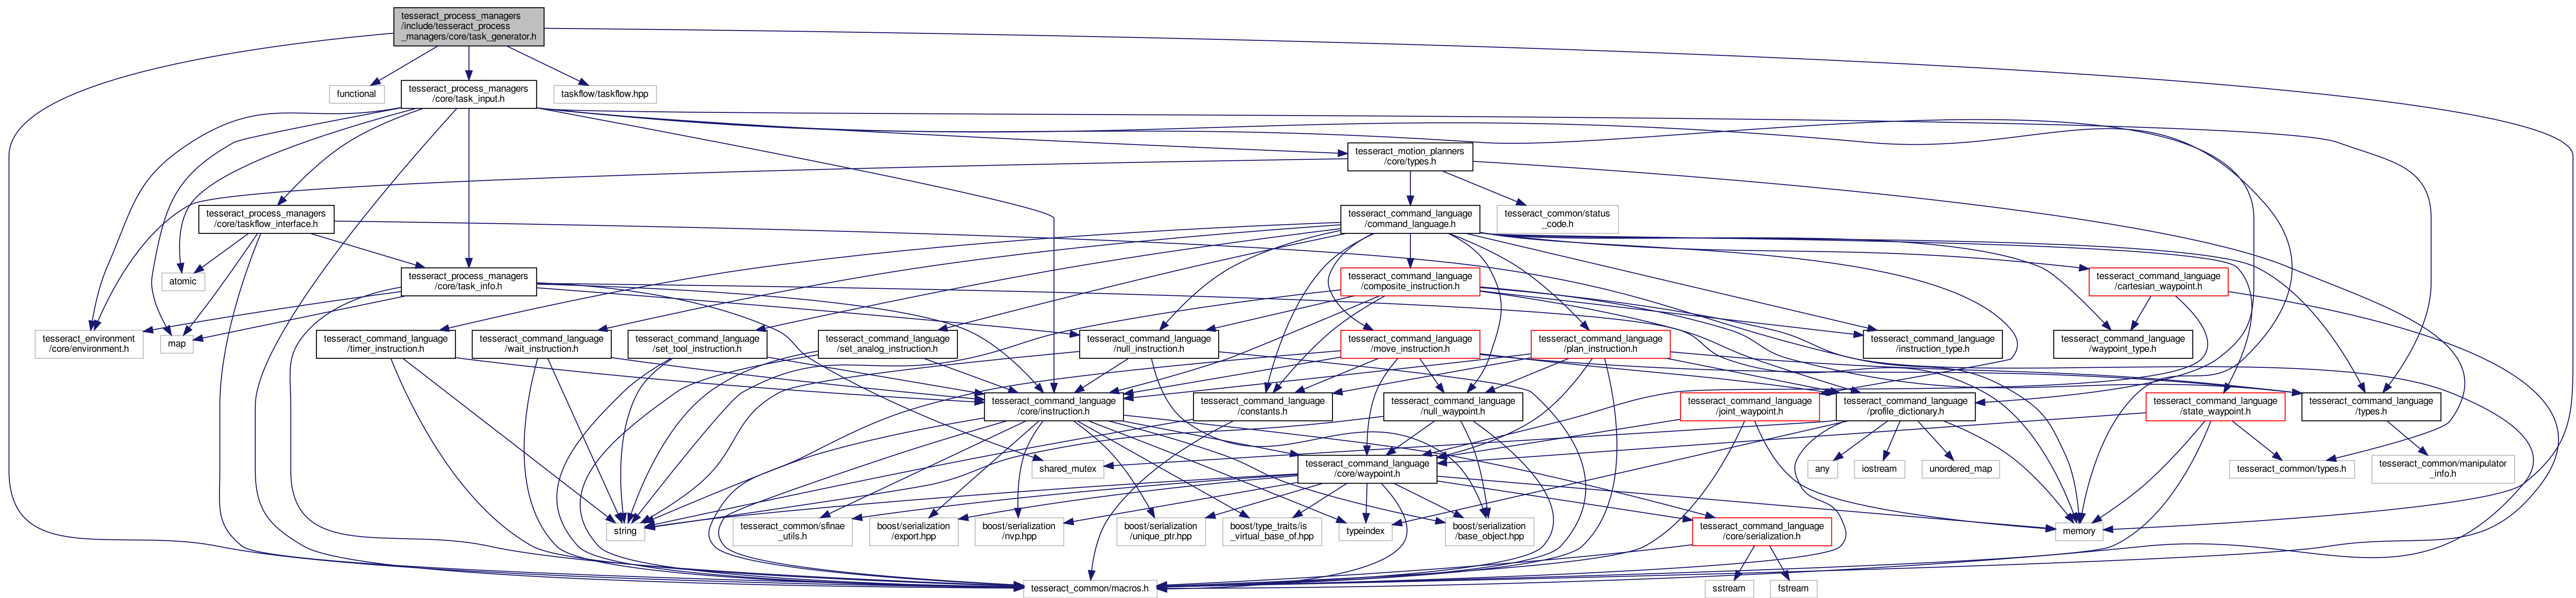 tesseract_process_managers
/include/tesseract_process
_managers/core/task_generator.h
functional
tesseract_process_managers
/core/task_input.h
taskflow/taskflow.hpp
tesseract_motion_planners
/core/types.h
tesseract_process_managers
/core/taskflow_interface.h
tesseract_command_language
/command_language.h
tesseract_common/status
_code.h
atomic
tesseract_process_managers
/core/task_info.h
tesseract_command_language
/composite_instruction.h
tesseract_command_language
/cartesian_waypoint.h
tesseract_environment
/core/environment.h
map
tesseract_command_language
/timer_instruction.h
tesseract_command_language
/wait_instruction.h
tesseract_command_language
/set_tool_instruction.h
tesseract_command_language
/set_analog_instruction.h
tesseract_command_language
/null_instruction.h
tesseract_command_language
/move_instruction.h
tesseract_command_language
/plan_instruction.h
tesseract_command_language
/instruction_type.h
tesseract_command_language
/waypoint_type.h
tesseract_command_language
/core/instruction.h
tesseract_command_language
/constants.h
tesseract_command_language
/null_waypoint.h
tesseract_command_language
/joint_waypoint.h
tesseract_command_language
/profile_dictionary.h
tesseract_command_language
/state_waypoint.h
tesseract_command_language
/types.h
shared_mutex
tesseract_command_language
/core/waypoint.h
any
iostream
unordered_map
tesseract_common/types.h
tesseract_common/manipulator
_info.h
string
tesseract_common/sfinae
_utils.h
boost/serialization
/export.hpp
boost/serialization
/nvp.hpp
boost/serialization
/unique_ptr.hpp
boost/type_traits/is
_virtual_base_of.hpp
typeindex
boost/serialization
/base_object.hpp
tesseract_command_language
/core/serialization.h
memory
tesseract_common/macros.h
sstream
fstream